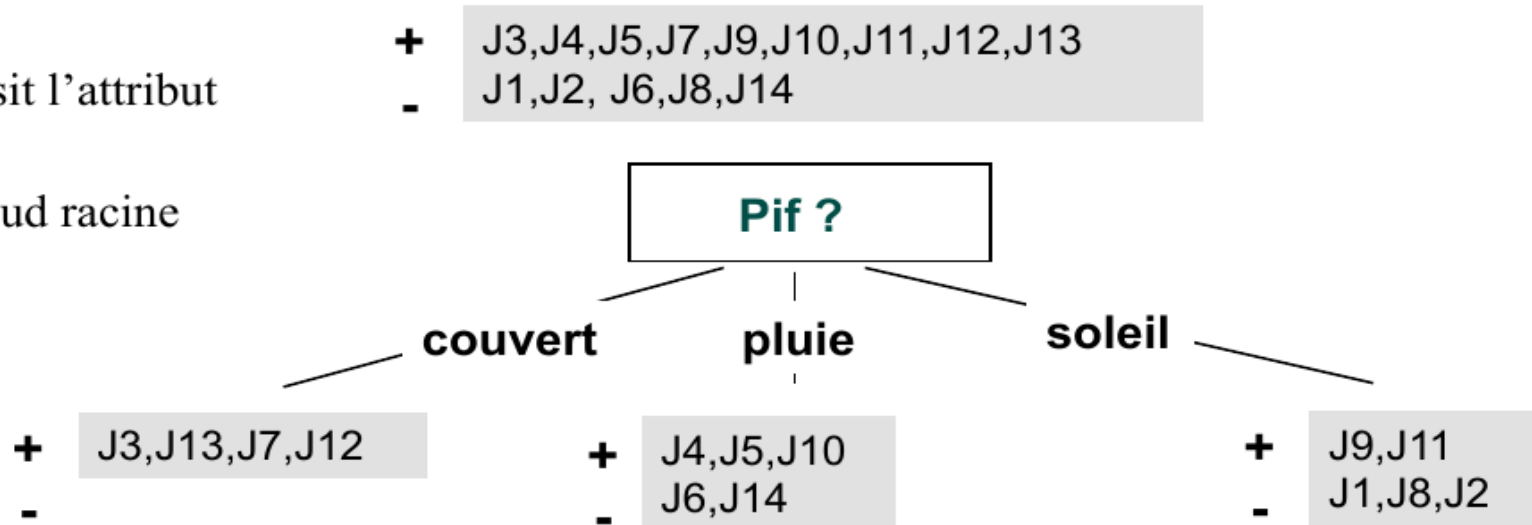 + J3,J4,J5,J7,J9,J10,J11,J12,J13
sit l'attribut
- J1,J2, J6,J8,J14
ud racine
Pif ?
couvert pluie soleil
+ J3,J13,J7,J12
-
+ J4,J5,J10
- J6,J14
+ J9,J11
- J1,J8,J2